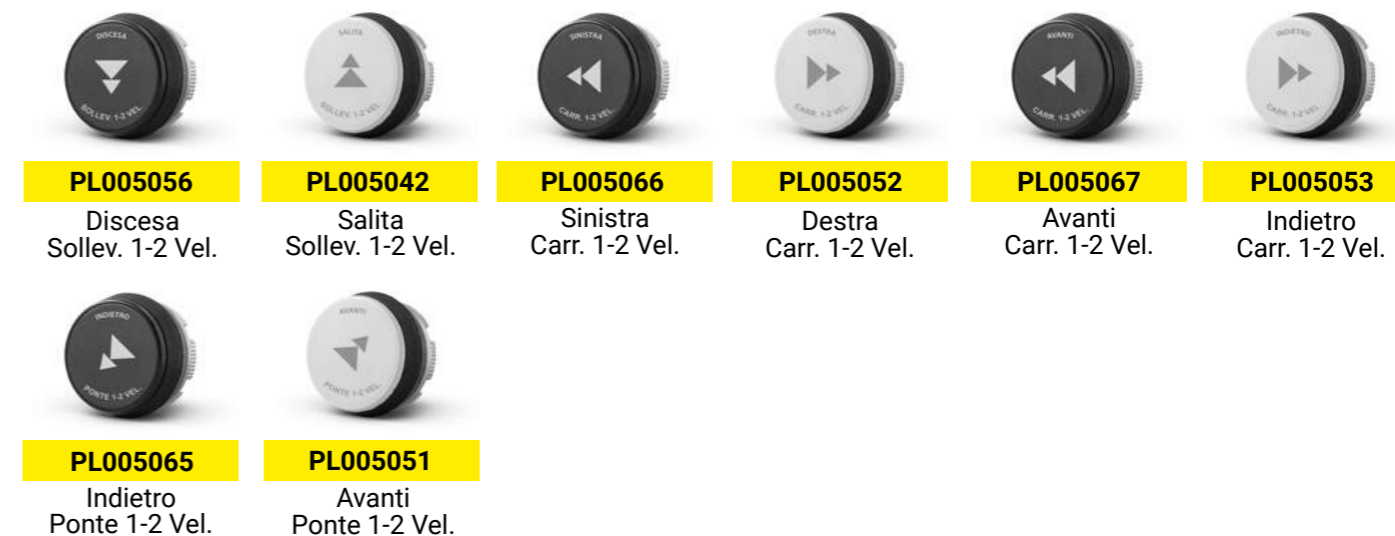 DISCESA
SOLLEV. 1-2 VEL.
SALITA
SOLLEV. 1-2 VEL.
SINISTRA
CARR. 1-2 VEL.
DESTRA
CARR. 1-2 VEL.
AVANTI
CARR. 1-2 VEL.
INDIETRO
CARR. 1-2 VEL.
PL005056
PL005042
PL005066
PL005052
PL005067
PL005053
Discesa
Sollev. 1-2 Vel.
Salita
Sollev. 1-2 Vel.
Sinistra
Carr. 1-2 Vel.
Destra
Carr. 1-2 Vel.
Avanti
Carr. 1-2 Vel.
Indietro
Carr. 1-2 Vel.
INDIETRO
PONTE 1-2 VEL.
AVANTI
PONTE 1-2 VEL.
PL005065
PL005051
Indietro
Ponte 1-2 Vel.
Avanti
Ponte 1-2 Vel.